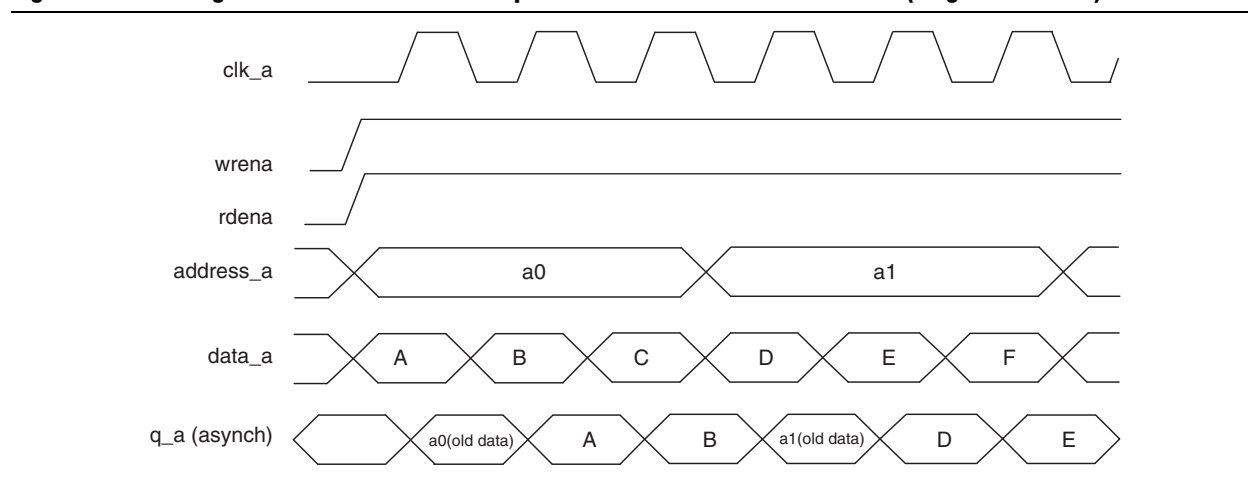 clk_a
wrena
rdena
address_a a0 a1
data_a A B C D E F
q_a (asynch) a0(old data) A B a1(old data) D E